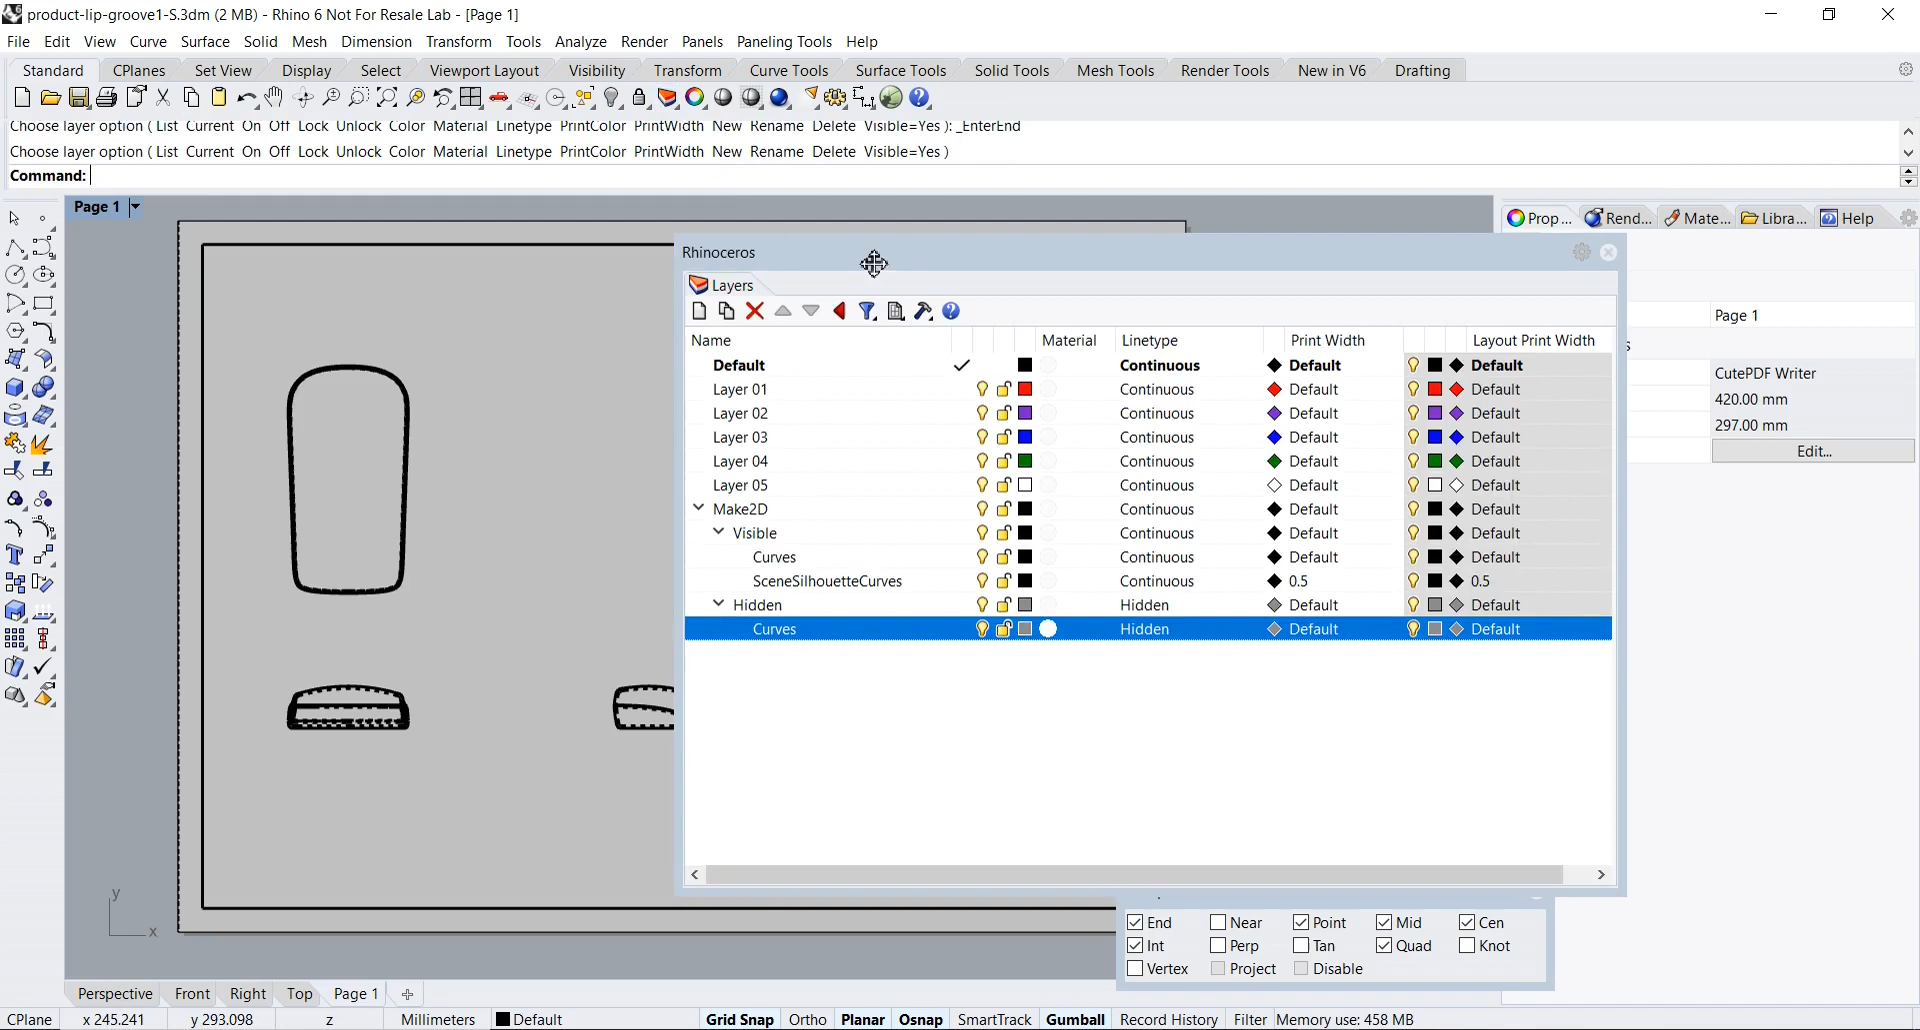 product-lip-groove1-S.3dm (2 MB) - Rhino 6 Not For Resale Lab - [Page 1]
File Edit View Curve Surface Solid Mesh Dimension Transform Tools Analyze Render Panels Paneling Tools Help
Standard CPlanes Set View Display Select Viewport Layout Visibility Transform Curve Tools Surface Tools Solid Tools Mesh Tools Render Tools New in V6 Drafting
Choose layer option ( List Current On Off Lock Unlock Color Material Linetype PrintColor PrintWidth New Rename Delete Visible=Yes ): _EnterEnd
Choose layer option ( List Current On Off Lock Unlock Color Material Linetype PrintColor PrintWidth New Rename Delete Visible=Yes )
Command:
Page 1
Prop... Rend... Mate... Libra... Help
Rhinoceros
Layers
Name Material Linetype Print Width Layout Print Width
Default Continuous Default Default
Layer 01 Continuous Default Default
Layer 02 Continuous Default Default
Layer 03 Continuous Default Default
Layer 04 Continuous Default Default
Layer 05 Continuous Default Default
Make2D Continuous Default Default
Visible Continuous Default Default
Curves Continuous Default Default
SceneSilhouetteCurves Continuous 0.5 0.5
Hidden Hidden Default Default
Curves Hidden Default Default
Page 1
s
CutePDF Writer
420.00 mm
297.00 mm
Edit...
y
x
End Near Point Mid Cen
Int Perp Tan Quad Knot
Vertex Project Disable
Perspective Front Right Top Page 1
CPlane x 245.241 y 293.098 z Millimeters Default Grid Snap Ortho Planar Osnap SmartTrack Gumball Record History Filter Memory use: 458 MB